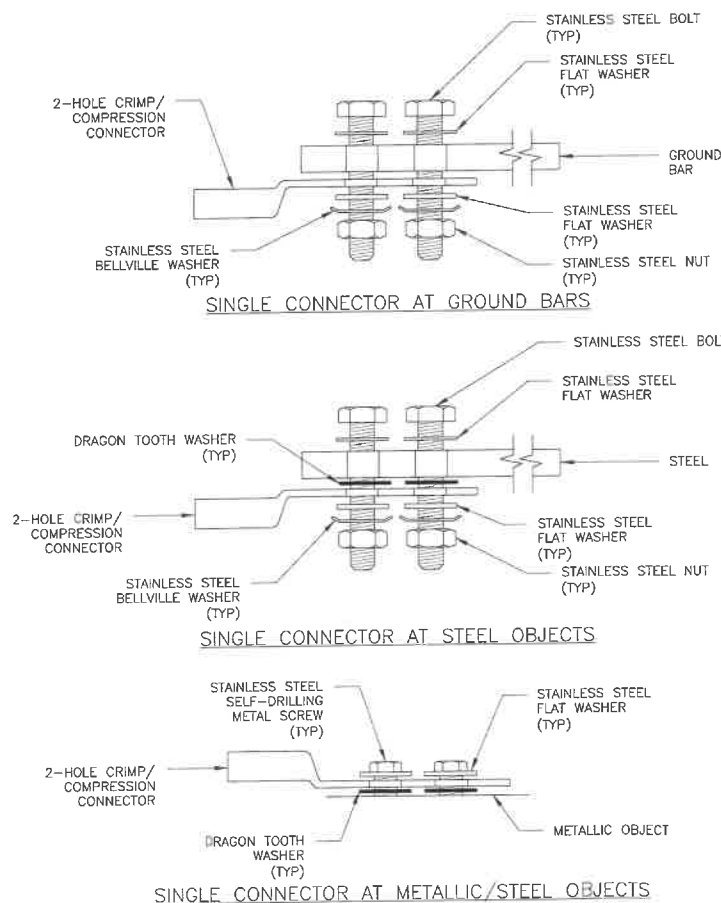 STAINLESS STEEL BOLT
(TYP)
STAINLESS STEEL
FLAT WASHER
(TYP)
2-HOLE CRIMP/
COMPRESSION
CONNECTOR
GROUND
BAR
STAINLESS STEEL
FLAT WASHER
(TYP)
STAINLESS STEEL
BELLVILLE WASHER
(TYP)
STAINLESS STEEL NUT
(TYP)
SINGLE CONNECTOR AT GROUND BARS
STAINLESS STEEL BOLT
STAINLESS STEEL
FLAT WASHER
DRAGON TOOTH WASHER
(TYP)
STEEL
2-HOLE CRIMP/
COMPRESSION
CONNECTOR
STAINLESS STEEL
FLAT WASHER
(TYP)
STAINLESS STEEL
BELLVILLE WASHER
(TYP)
STAINLESS STEEL NUT
(TYP)
SINGLE CONNECTOR AT STEEL OBJECTS
STAINLESS STEEL
SELF-DRILLING
METAL SCREW
(TYP)
STAINLESS STEEL
FLAT WASHER
(TYP)
2-HOLE CRIMP/
COMPRESSION
CONNECTOR
DRAGON TOOTH
WASHER
(TYP)
METALLIC OBJECT
SINGLE CONNECTOR AT METALLIC/STEEL OBJECTS